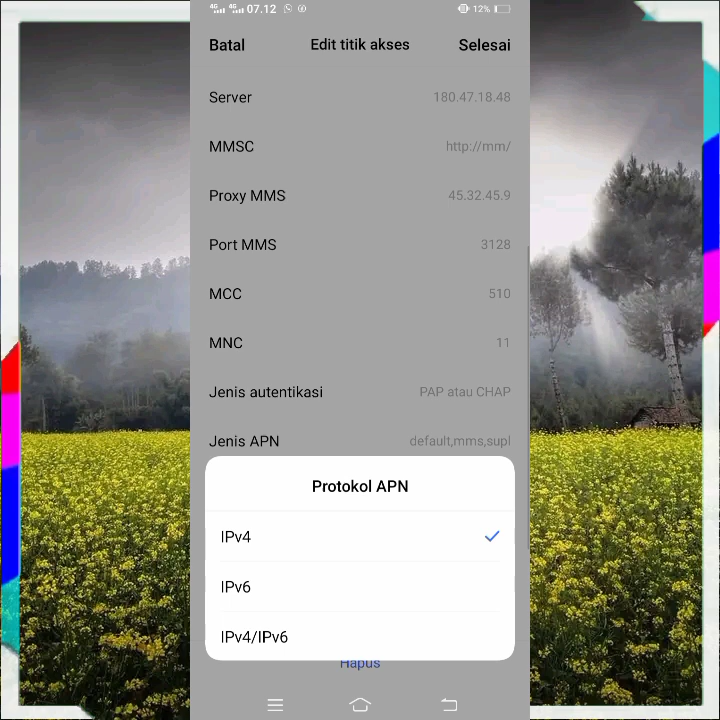 4G 4G 07.12 12%
Batal Edit titik akses Selesai
Server 180.47.18.48
MMSC http://mm/
Proxy MMS 45.32.45.9
Port MMS 3128
MCC 510
MNC 11
Jenis autentikasi PAP atau CHAP
Jenis APN default,mms,supl
Protokol APN
IPv4
IPv6
IPv4/IPv6
Hapus